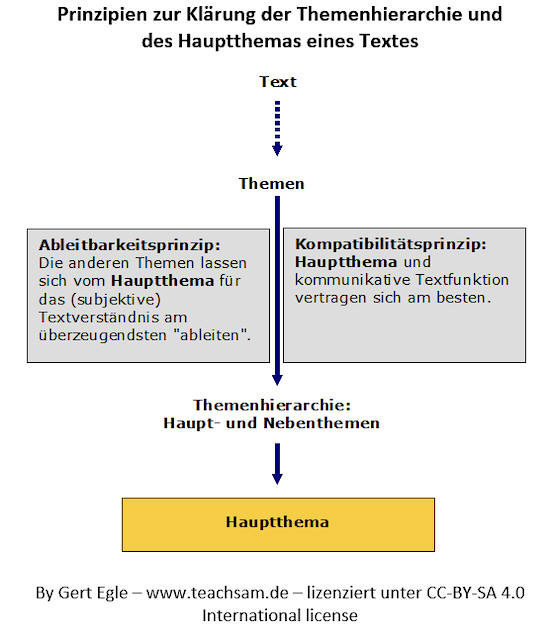 Prinzipien zur Klärung der Themenhierarchie und
des Hauptthemas eines Textes
Text
Themen
Ableitbarkeitsprinzip:
Die anderen Themen lassen
sich vom Hauptthema für
das (subjektive)
Textverständnis am
überzeugendsten "ableiten".
Kompatibilitätsprinzip:
Hauptthema und
kommunikative Textfunktion
vertragen sich am besten.
Themenhierarchie:
Haupt- und Nebenthemen
Hauptthema
By Gert Egle – www.teachsam.de – lizenziert unter CC-BY-SA 4.0
International license